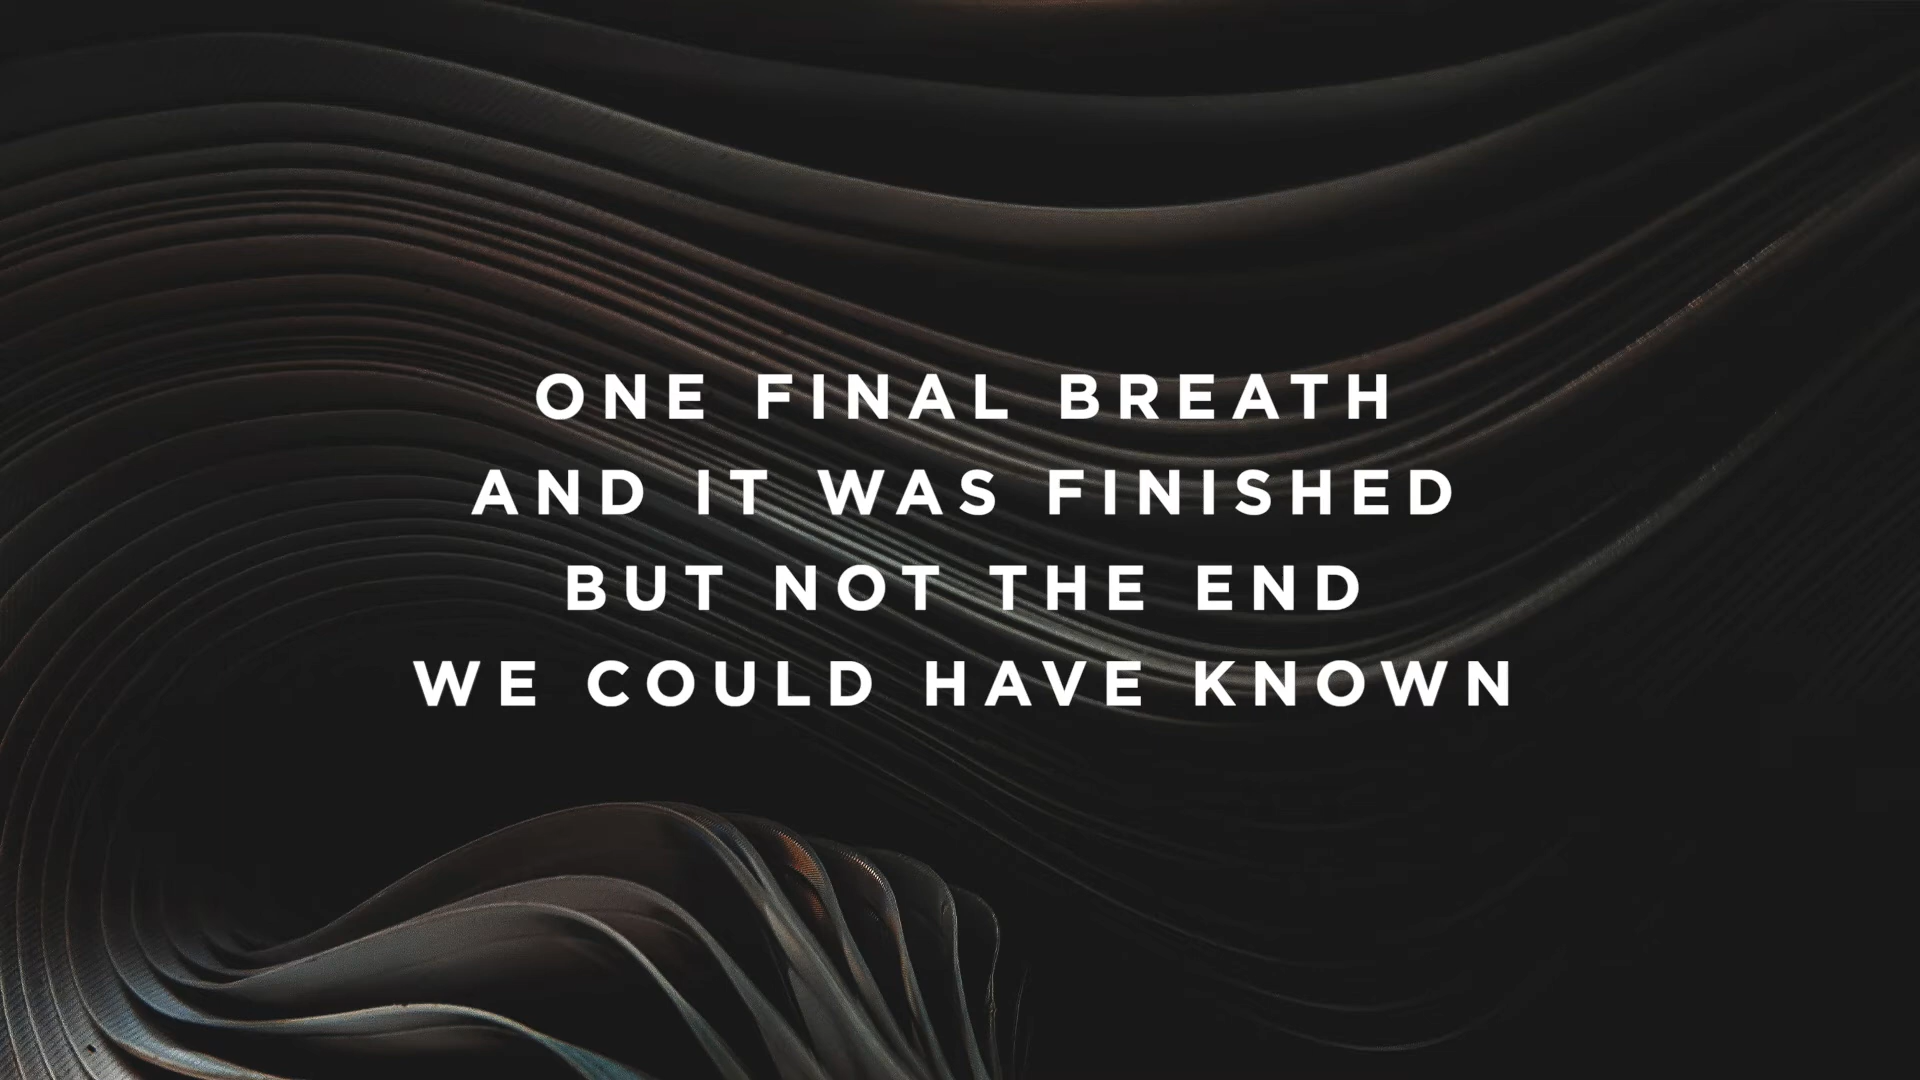 ONE FINAL BREATH
AND IT WAS FINISHED
BUT NOT THE END
WE COULD HAVE KNOWN